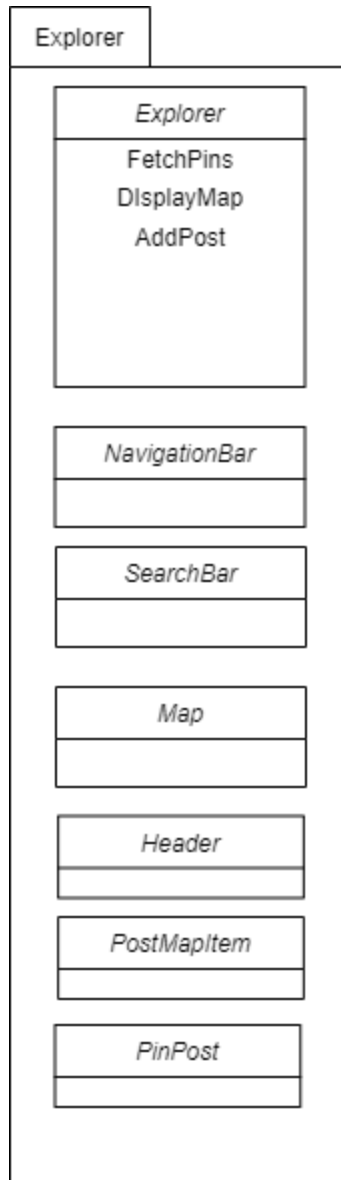 Explorer
Explorer
FetchPins
DIsplayMap
AddPost
NavigationBar
SearchBar
Map
Header
PostMapItem
PinPost